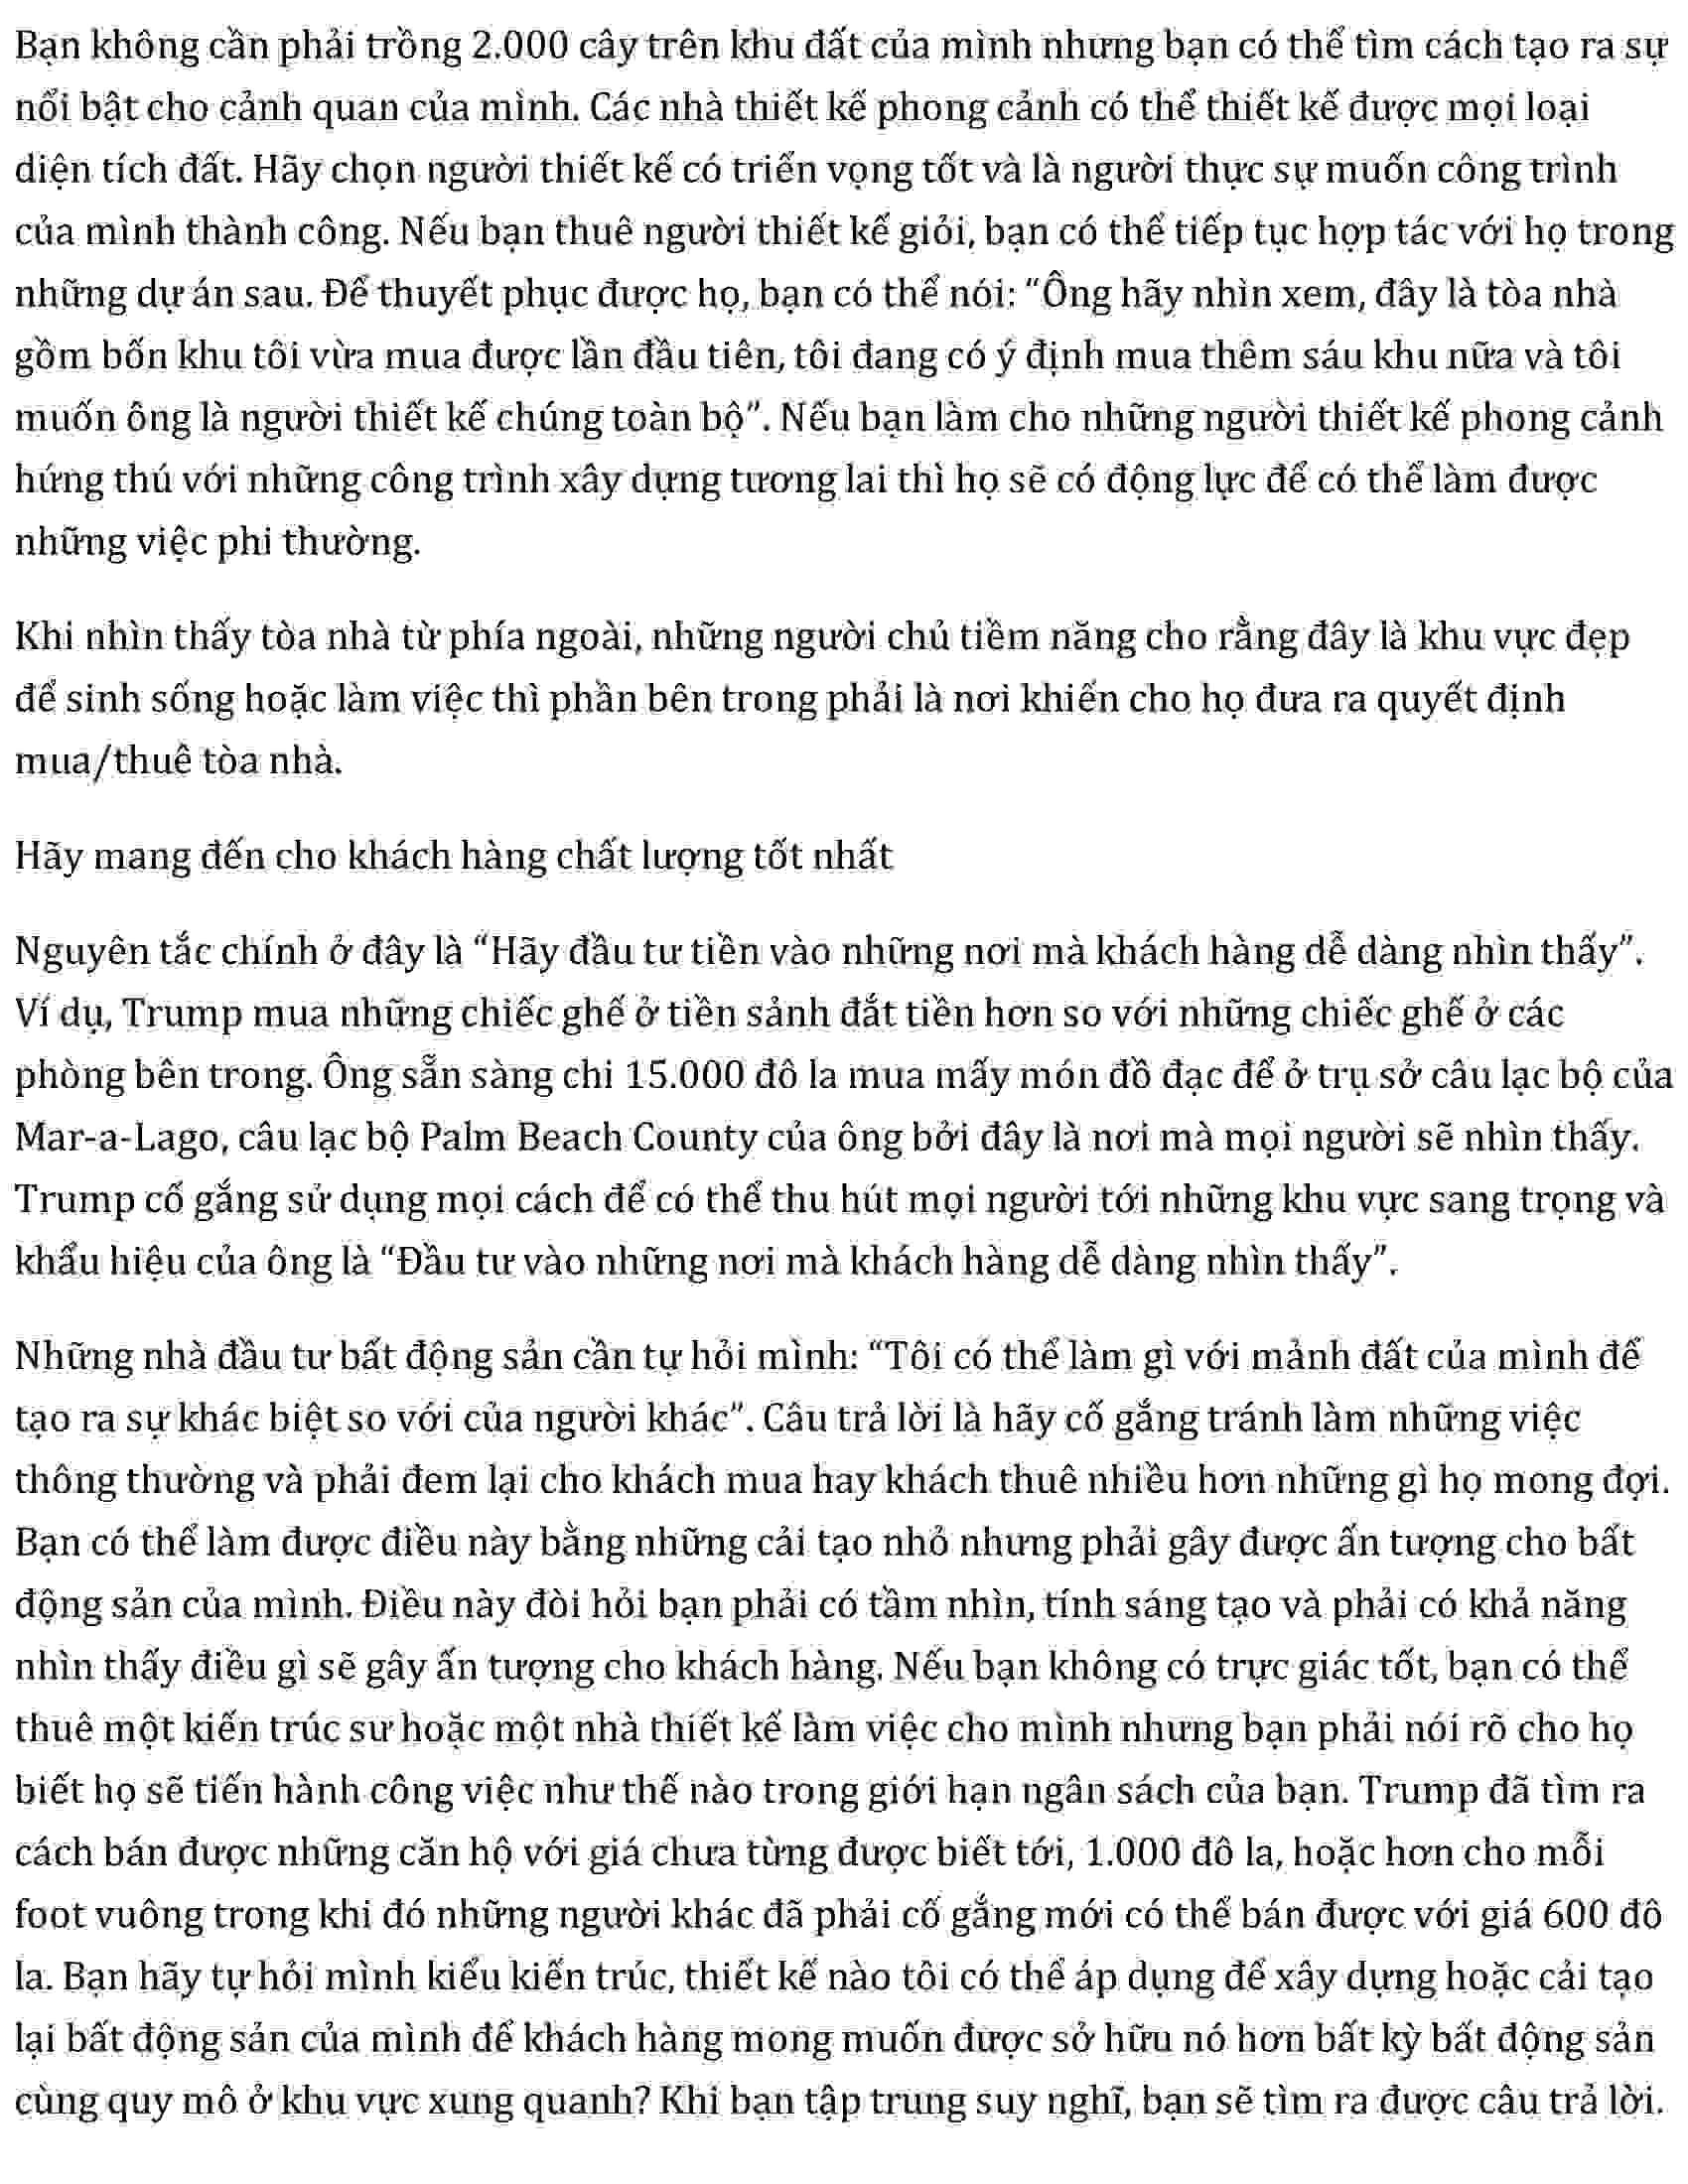 Bạn không cần phải trồng 2.000 cây trên khu đất của mình nhưng bạn có thể tìm cách tạo ra sự
nổi bật cho cảnh quan của mình. Các nhà thiết kế phong cảnh có thể thiết kế được mọi loại
diện tích đất. Hãy chọn người thiết kế có triển vọng tốt và là người thực sự muốn công trình
của mình thành công. Nếu bạn thuê người thiết kế giỏi, bạn có thể tiếp tục hợp tác với họ trong
những dự án sau. Để thuyết phục được họ, bạn có thể nói: “Ông hãy nhìn xem, đây là tòa nhà
gồm bốn khu tôi vừa mua được lần đầu tiên, tôi đang có ý định mua thêm sáu khu nữa và tôi
muốn ông là người thiết kế chúng toàn bộ”. Nếu bạn làm cho những người thiết kế phong cảnh
hứng thú với những công trình xây dựng tương lai thì họ sẽ có động lực để có thể làm được
những việc phi thường.
Khi nhìn thấy tòa nhà từ phía ngoài, những người chủ tiềm năng cho rằng đây là khu vực đẹp
để sinh sống hoặc làm việc thì phần bên trong phải là nơi khiến cho họ đưa ra quyết định
mua/thuê tòa nhà.
Hãy mang đến cho khách hàng chất lượng tốt nhất
Nguyên tắc chính ở đây là “Hãy đầu tư tiền vào những nơi mà khách hàng dễ dàng nhìn thấy”.
Ví dụ, Trump mua những chiếc ghế ở tiền sảnh đắt tiền hơn so với những chiếc ghế ở các
phòng bên trong. Ông sẵn sàng chi 15.000 đô la mua mấy món đồ đạc để ở trụ sở câu lạc bộ của
Mar-a-Lago, câu lạc bộ Palm Beach County của ông bởi đây là nơi mà mọi người sẽ nhìn thấy.
Trump cố gắng sử dụng mọi cách để có thể thu hút mọi người tới những khu vực sang trọng và
khẩu hiệu của ông là “Đầu tư vào những nơi mà khách hàng dễ dàng nhìn thấy”.
Những nhà đầu tư bất động sản cần tự hỏi mình: “Tôi có thể làm gì với mảnh đất của mình để
tạo ra sự khác biệt so với của người khác”. Câu trả lời là hãy cố gắng tránh làm những việc
thông thường và phải đem lại cho khách mua hay khách thuê nhiều hơn những gì họ mong đợi.
Bạn có thể làm được điều này bằng những cải tạo nhỏ nhưng phải gây được ấn tượng cho bất
động sản của mình. Điều này đòi hỏi bạn phải có tầm nhìn, tính sáng tạo và phải có khả năng
nhìn thấy điều gì sẽ gây ấn tượng cho khách hàng. Nếu bạn không có trực giác tốt, bạn có thể
thuê một kiến trúc sư hoặc một nhà thiết kế làm việc cho mình nhưng bạn phải nói rõ cho họ
biết họ sẽ tiến hành công việc như thế nào trong giới hạn ngân sách của bạn. Trump đã tìm ra
cách bán được những căn hộ với giá chưa từng được biết tới, 1.000 đô la, hoặc hơn cho mỗi
foot vuông trong khi đó những người khác đã phải cố gắng mới có thể bán được với giá 600 đô
la. Bạn hãy tự hỏi mình kiểu kiến trúc, thiết kế nào tôi có thể áp dụng để xây dựng hoặc cải tạo
lại bất động sản của mình để khách hàng mong muốn được sở hữu nó hơn bất kỳ bất động sản
cùng quy mô ở khu vực xung quanh? Khi bạn tập trung suy nghĩ, bạn sẽ tìm ra được câu trả lời.